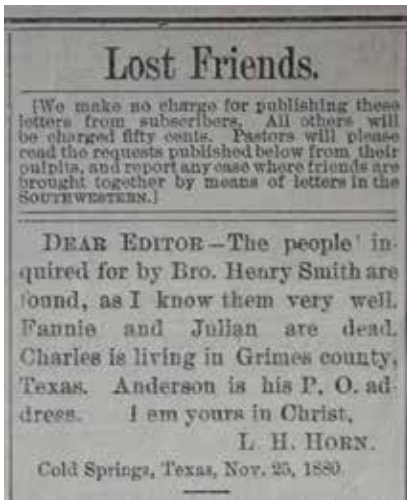 Lost Friends.
[We make no charge for publishing these
letters from subscribers. All others will
be charged fifty cents. Pastors will please
read the requests published below from their
pulpits, and report any case where friends are
brought together by means of letters in the
SOUTHWESTERN.]
DEAR EDITOR—The people' in-
quired for by Bro. Henry Smith are
found, as I know them very well.
Fannie and Julian are dead.
Charles is living in Grimes county,
Texas. Anderson is his P. O. ad-
dress. I em yours in Christ,
L. H. HORN.
Cold Springs, Texas, Nov. 25, 1880.